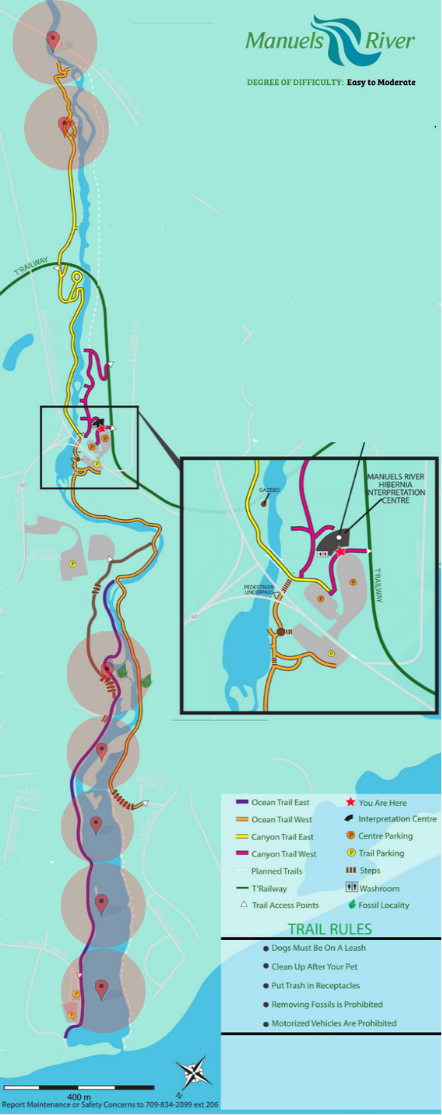 Manuels River
DEGREE OF DIFFICULTY: Easy to Moderate
T'RAILWAY
MANUELS RIVER
HIBERNIA
INTERPRETATION
CENTRE
GAZEBO
PEDESTRIAN
UNDERPASS
T'RAILWAY
P
P
P
P
P
P
P
P
P
Ocean Trail East
Ocean Trail West
Canyon Trail East
Canyon Trail West
Planned Trails
T'Railway
Trail Access Points
You Are Here
Interpretation Centre
P Centre Parking
P Trail Parking
Steps
Washroom
Fossil Locality
TRAIL RULES
Dogs Must Be On A Leash
Clean Up After Your Pet
Put Trash in Receptacles
Removing Fossils is Prohibited
Motorized Vehicles Are Prohibited
400 m
N
Report Maintenance or Safety Concerns to 709-834-2099 ext 206